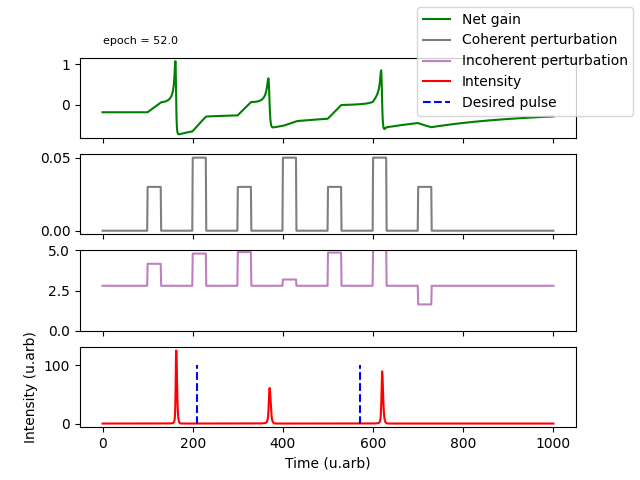 epoch = 52.0
Net gain
Coherent perturbation
Incoherent perturbation
Intensity
Desired pulse
1
0
0.05
0.00
5.0
2.5
0.0
100
0
Intensity (u.arb)
0 200 400 600 800 1000
Time (u.arb)